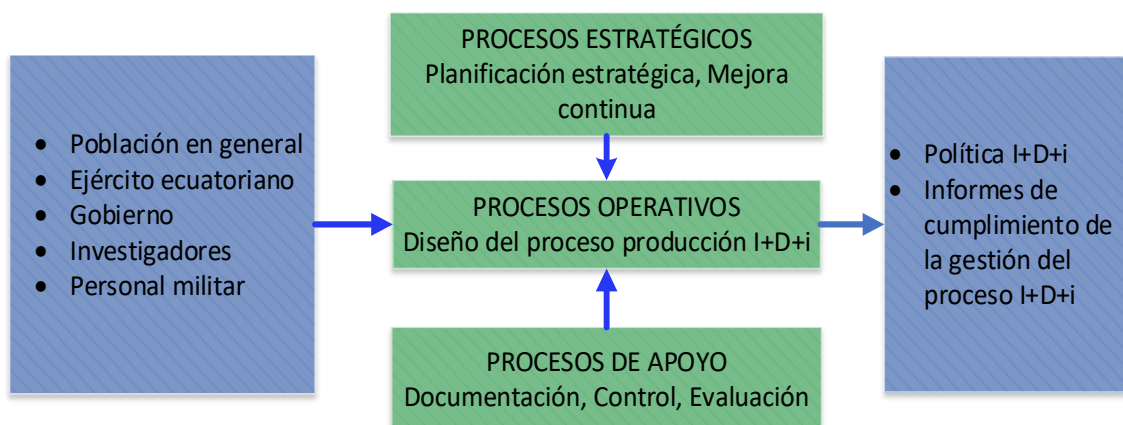 • Población en general
• Ejército ecuatoriano
• Gobierno
• Investigadores
• Personal militar
PROCESOS ESTRATÉGICOS
Planificación estratégica, Mejora
continua
PROCESOS OPERATIVOS
Diseño del proceso producción I+D+i
PROCESOS DE APOYO
Documentación, Control, Evaluación
• Política I+D+i
• Informes de
cumplimiento de
la gestión del
proceso I+D+i